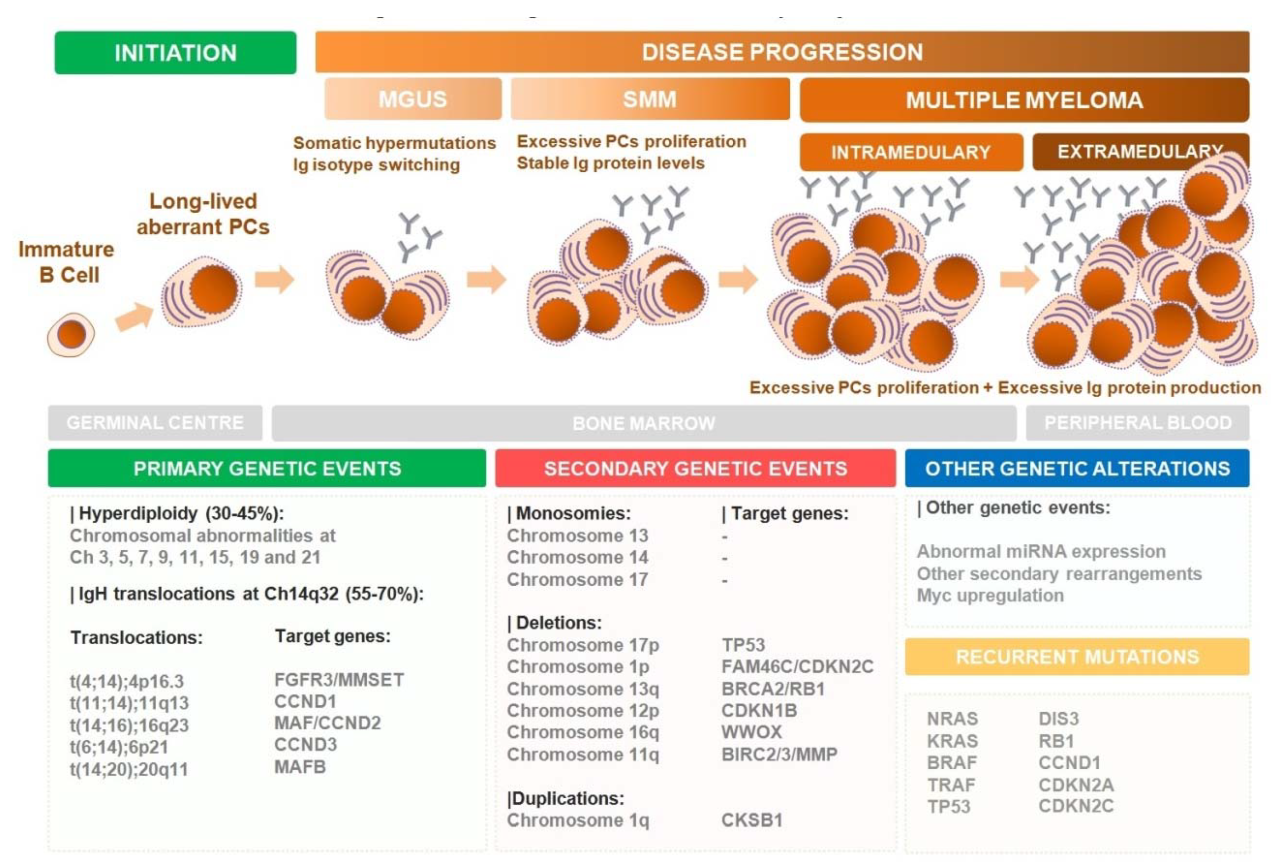 INITIATION
DISEASE PROGRESSION
MGUS
SMM
MULTIPLE MYELOMA
Somatic hypermutations
Ig isotype switching
Excessive PCs proliferation
Stable Ig protein levels
INTRAMEDULARY
EXTRAMEDULARY
Long-lived
aberrant PCs
Immature
B Cell
Excessive PCs proliferation + Excessive Ig protein production
GERMINAL CENTRE
BONE MARROW
PERIPHERAL BLOOD
PRIMARY GENETIC EVENTS
| Hyperdiploidy (30-45%):
Chromosomal abnormalities at
Ch 3, 5, 7, 9, 11, 15, 19 and 21
| IgH translocations at Ch14q32 (55-70%):
Translocations: Target genes:
t(4;14);4p16.3 FGFR3/MMSET
t(11;14);11q13 CCND1
t(14;16);16q23 MAF/CCND2
t(6;14);6p21 CCND3
t(14;20);20q11 MAFB
SECONDARY GENETIC EVENTS
| Monosomies: | Target genes:
Chromosome 13 -
Chromosome 14 -
Chromosome 17 -
| Deletions:
Chromosome 17p TP53
Chromosome 1p FAM46C/CDKN2C
Chromosome 13q BRCA2/RB1
Chromosome 12p CDKN1B
Chromosome 16q WWOX
Chromosome 11q BIRC2/3/MMP
|Duplications:
Chromosome 1q CKSB1
OTHER GENETIC ALTERATIONS
| Other genetic events:
Abnormal miRNA expression
Other secondary rearrangements
Myc upregulation
RECURRENT MUTATIONS
NRAS DIS3
KRAS RB1
BRAF CCND1
TRAF CDKN2A
TP53 CDKN2C